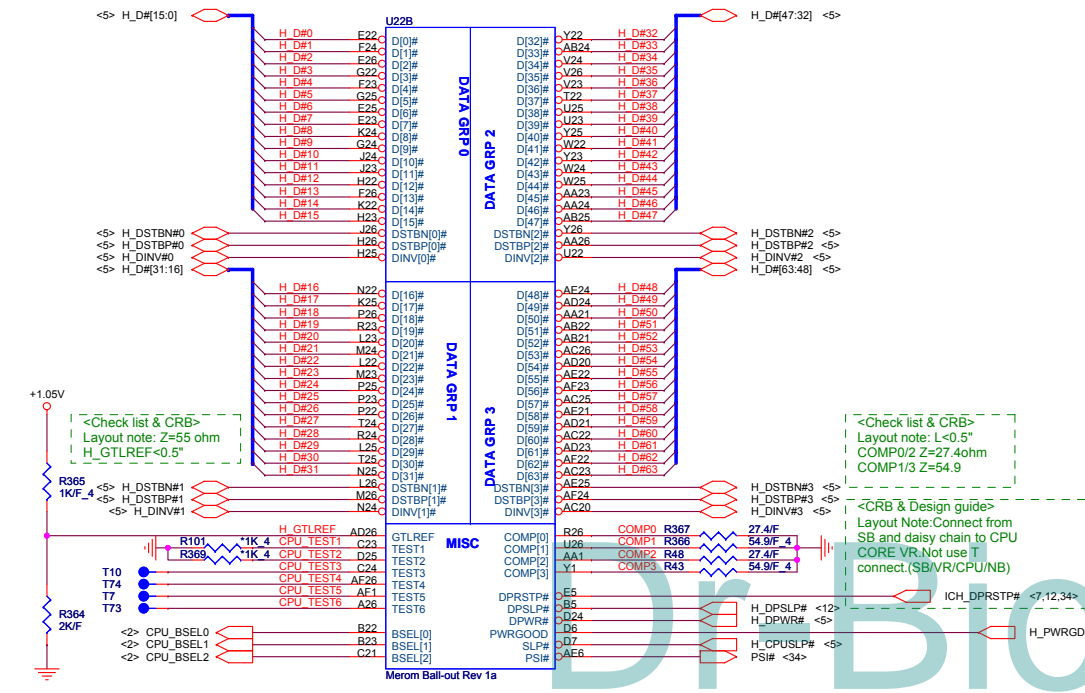 <5> H_D#[15:0]
H_D#[47:32] <5>
U22B
H_D#0 E22 D[0]# D[32]# Y22 H_D#32
H_D#1 F24 D[1]# D[33]# AB24 H_D#33
H_D#2 E26 D[2]# D[34]# V24 H_D#34
H_D#3 G22 D[3]# D[35]# V26 H_D#35
H_D#4 F23 D[4]# D[36]# V23 H_D#36
H_D#5 G25 D[5]# D[37]# T22 H_D#37
H_D#6 E25 D[6]# D[38]# U25 H_D#38
H_D#7 E23 D[7]# D[39]# U23 H_D#39
H_D#8 K24 D[8]# D[40]# Y25 H_D#40
H_D#9 G24 D[9]# D[41]# W22 H_D#41
H_D#10 J24 D[10]# D[42]# Y23 H_D#42
H_D#11 J23 D[11]# D[43]# W24 H_D#43
H_D#12 H22 D[12]# D[44]# W25 H_D#44
H_D#13 F26 D[13]# D[45]# AA23 H_D#45
H_D#14 K22 D[14]# D[46]# AA24 H_D#46
H_D#15 H23 D[15]# D[47]# AB25 H_D#47
<5> H_DSTBN#0 J26 DSTBN[0]# DSTBN[2]# Y26 H_DSTBN#2 <5>
<5> H_DSTBP#0 H26 DSTBP[0]# DSTBP[2]# AA26 H_DSTBP#2 <5>
<5> H_DINV#0 H25 DINV[0]# DINV[2]# U22 H_DINV#2 <5>
<5> H_D#[31:16]
H_D#[63:48] <5>
DATA GRP 0
DATA GRP 2
H_D#16 N22 D[16]# D[48]# AE24 H_D#48
H_D#17 K25 D[17]# D[49]# AD24 H_D#49
H_D#18 P26 D[18]# D[50]# AA21 H_D#50
H_D#19 R23 D[19]# D[51]# AB22 H_D#51
H_D#20 L23 D[20]# D[52]# AB21 H_D#52
H_D#21 M24 D[21]# D[53]# AC26 H_D#53
H_D#22 L22 D[22]# D[54]# AD20 H_D#54
H_D#23 M23 D[23]# D[55]# AE22 H_D#55
H_D#24 P25 D[24]# D[56]# AF23 H_D#56
H_D#25 P23 D[25]# D[57]# AC25 H_D#57
H_D#26 P22 D[26]# D[58]# AE21 H_D#58
H_D#27 T24 D[27]# D[59]# AD21 H_D#59
H_D#28 R24 D[28]# D[60]# AC22 H_D#60
H_D#29 L25 D[29]# D[61]# AD23 H_D#61
H_D#30 T25 D[30]# D[62]# AF22 H_D#62
H_D#31 N25 D[31]# D[63]# AC23 H_D#63
<5> H_DSTBN#1 L26 DSTBN[1]# DSTBN[3]# AE25 H_DSTBN#3 <5>
<5> H_DSTBP#1 M26 DSTBP[1]# DSTBP[3]# AF24 H_DSTBP#3 <5>
<5> H_DINV#1 N24 DINV[1]# DINV[3]# AC20 H_DINV#3 <5>
DATA GRP 1
DATA GRP 3
+1.05V
<Check list & CRB>
Layout note: Z=55 ohm
H_GTLREF<0.5"
R365
1K/F_4
<Check list & CRB>
Layout note: L<0.5"
COMP0/2 Z=27.4ohm
COMP1/3 Z=54.9
<CRB & Design guide>
Layout Note:Connect from
SB and daisy chain to CPU
CORE VR.Not use T
connect.(SB/VR/CPU/NB)
MISC
H_GTLREF AD26 GTLREF COMP[0] R26 COMP0 R367 27.4/F
R101 *1K_4 CPU_TEST1 C23 TEST1 COMP[1] U26 COMP1 R366 54.9/F_4
R369 *1K_4 CPU_TEST2 D25 TEST2 COMP[2] AA1 COMP2 R48 27.4/F
CPU_TEST3 C24 TEST3 COMP[3] Y1 COMP3 R43 54.9/F_4
T10
T74 CPU_TEST4 AF26 TEST4
T7 CPU_TEST5 AF1 TEST5 DPRSTP# E5 ICH_DPRSTP# <7,12,34>
T73 CPU_TEST6 A26 TEST6 DPSLP# B5 H_DPSLP# <12>
DPWR# D24 H_DPWR# <5>
R364
2K/F
<2> CPU_BSEL0 B22 BSEL[0] PWRGOOD D6 H_PWRGD
<2> CPU_BSEL1 B23 BSEL[1] SLP# D7 H_CPUSLP# <5>
<2> CPU_BSEL2 C21 BSEL[2] PSI# AE6 PSI# <34>
Merom Ball-out Rev 1a
Dr-Bio